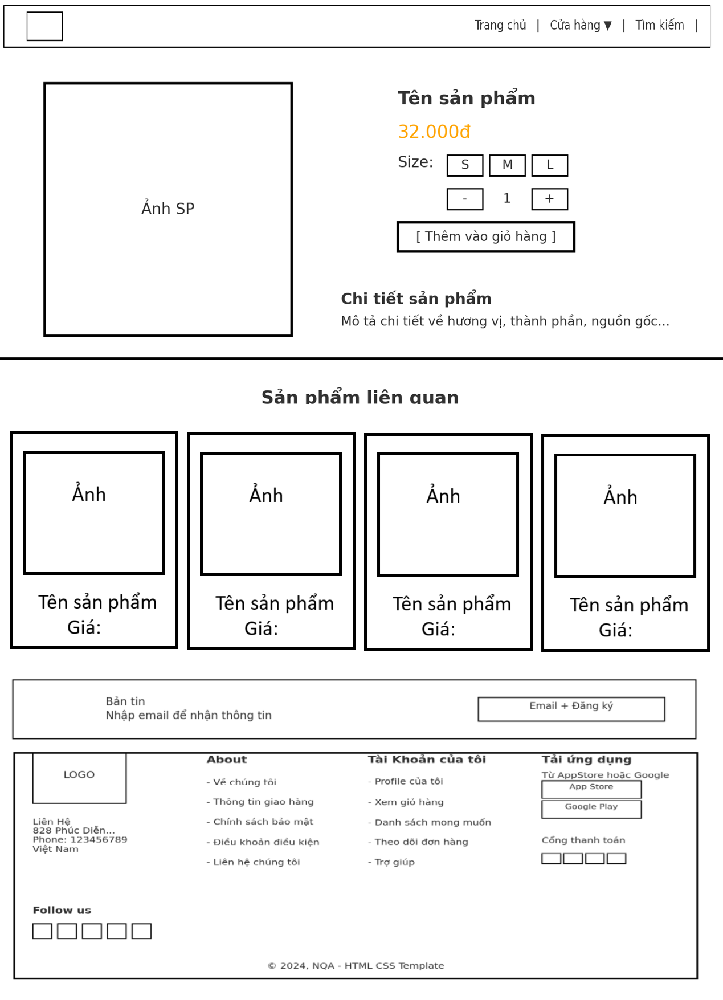 Trang chủ | Cửa hàng ▼ | Tìm kiếm |
Ảnh SP
Tên sản phẩm
32.000đ
Size: S M L
- 1 +
[ Thêm vào giỏ hàng ]
Chi tiết sản phẩm
Mô tả chi tiết về hương vị, thành phần, nguồn gốc...
Sản phẩm liên quan
Ảnh
Tên sản phẩm
Giá:
Ảnh
Tên sản phẩm
Giá:
Ảnh
Tên sản phẩm
Giá:
Ảnh
Tên sản phẩm
Giá:
Bản tin
Nhập email để nhận thông tin
Email + Đăng ký
LOGO
Liên Hệ
828 Phúc Diễn...
Phone: 123456789
Việt Nam
Follow us
About
- Về chúng tôi
- Thông tin giao hàng
- Chính sách bảo mật
- Điều khoản điều kiện
- Liên hệ chúng tôi
Tài Khoản của tôi
- Profile của tôi
- Xem giỏ hàng
- Danh sách mong muốn
- Theo dõi đơn hàng
- Trợ giúp
Tải ứng dụng
Từ AppStore hoặc Google
App Store
Google Play
Cổng thanh toán
© 2024, NQA - HTML CSS Template